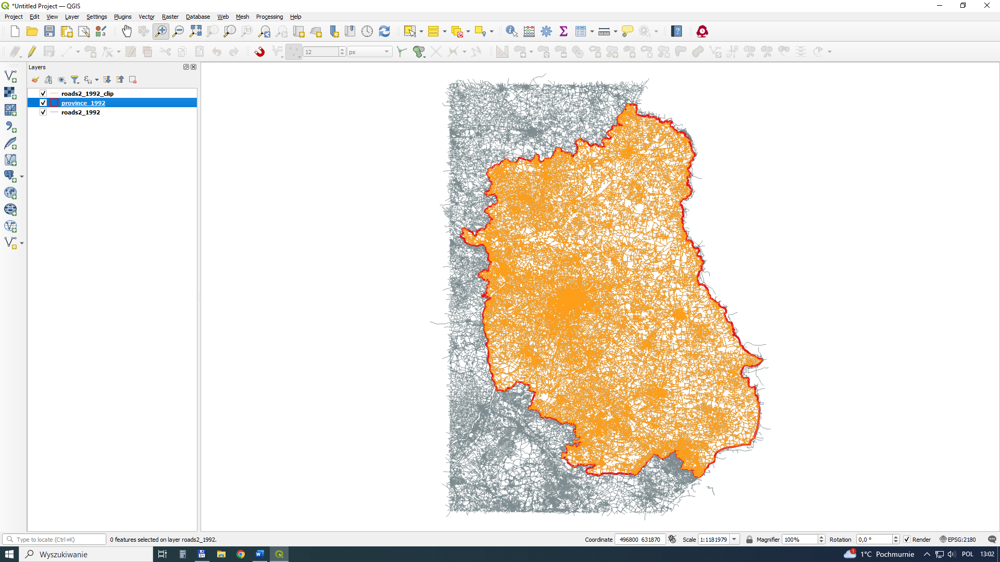 *Untitled Project — QGIS
Project Edit View Layer Settings Plugins Vector Raster Database Web Mesh Processing Help
12 px
Layers
roads2_1992_clip
province_1992
roads2_1992
Type to locate (Ctrl+K) 0 features selected on layer roads2_1992. Coordinate 496800 631870 Scale 1:1181979 Magnifier 100% Rotation 0,0 ° Render EPSG:2180
Wyszukiwanie 1°C Pochmurnie POL 13:02